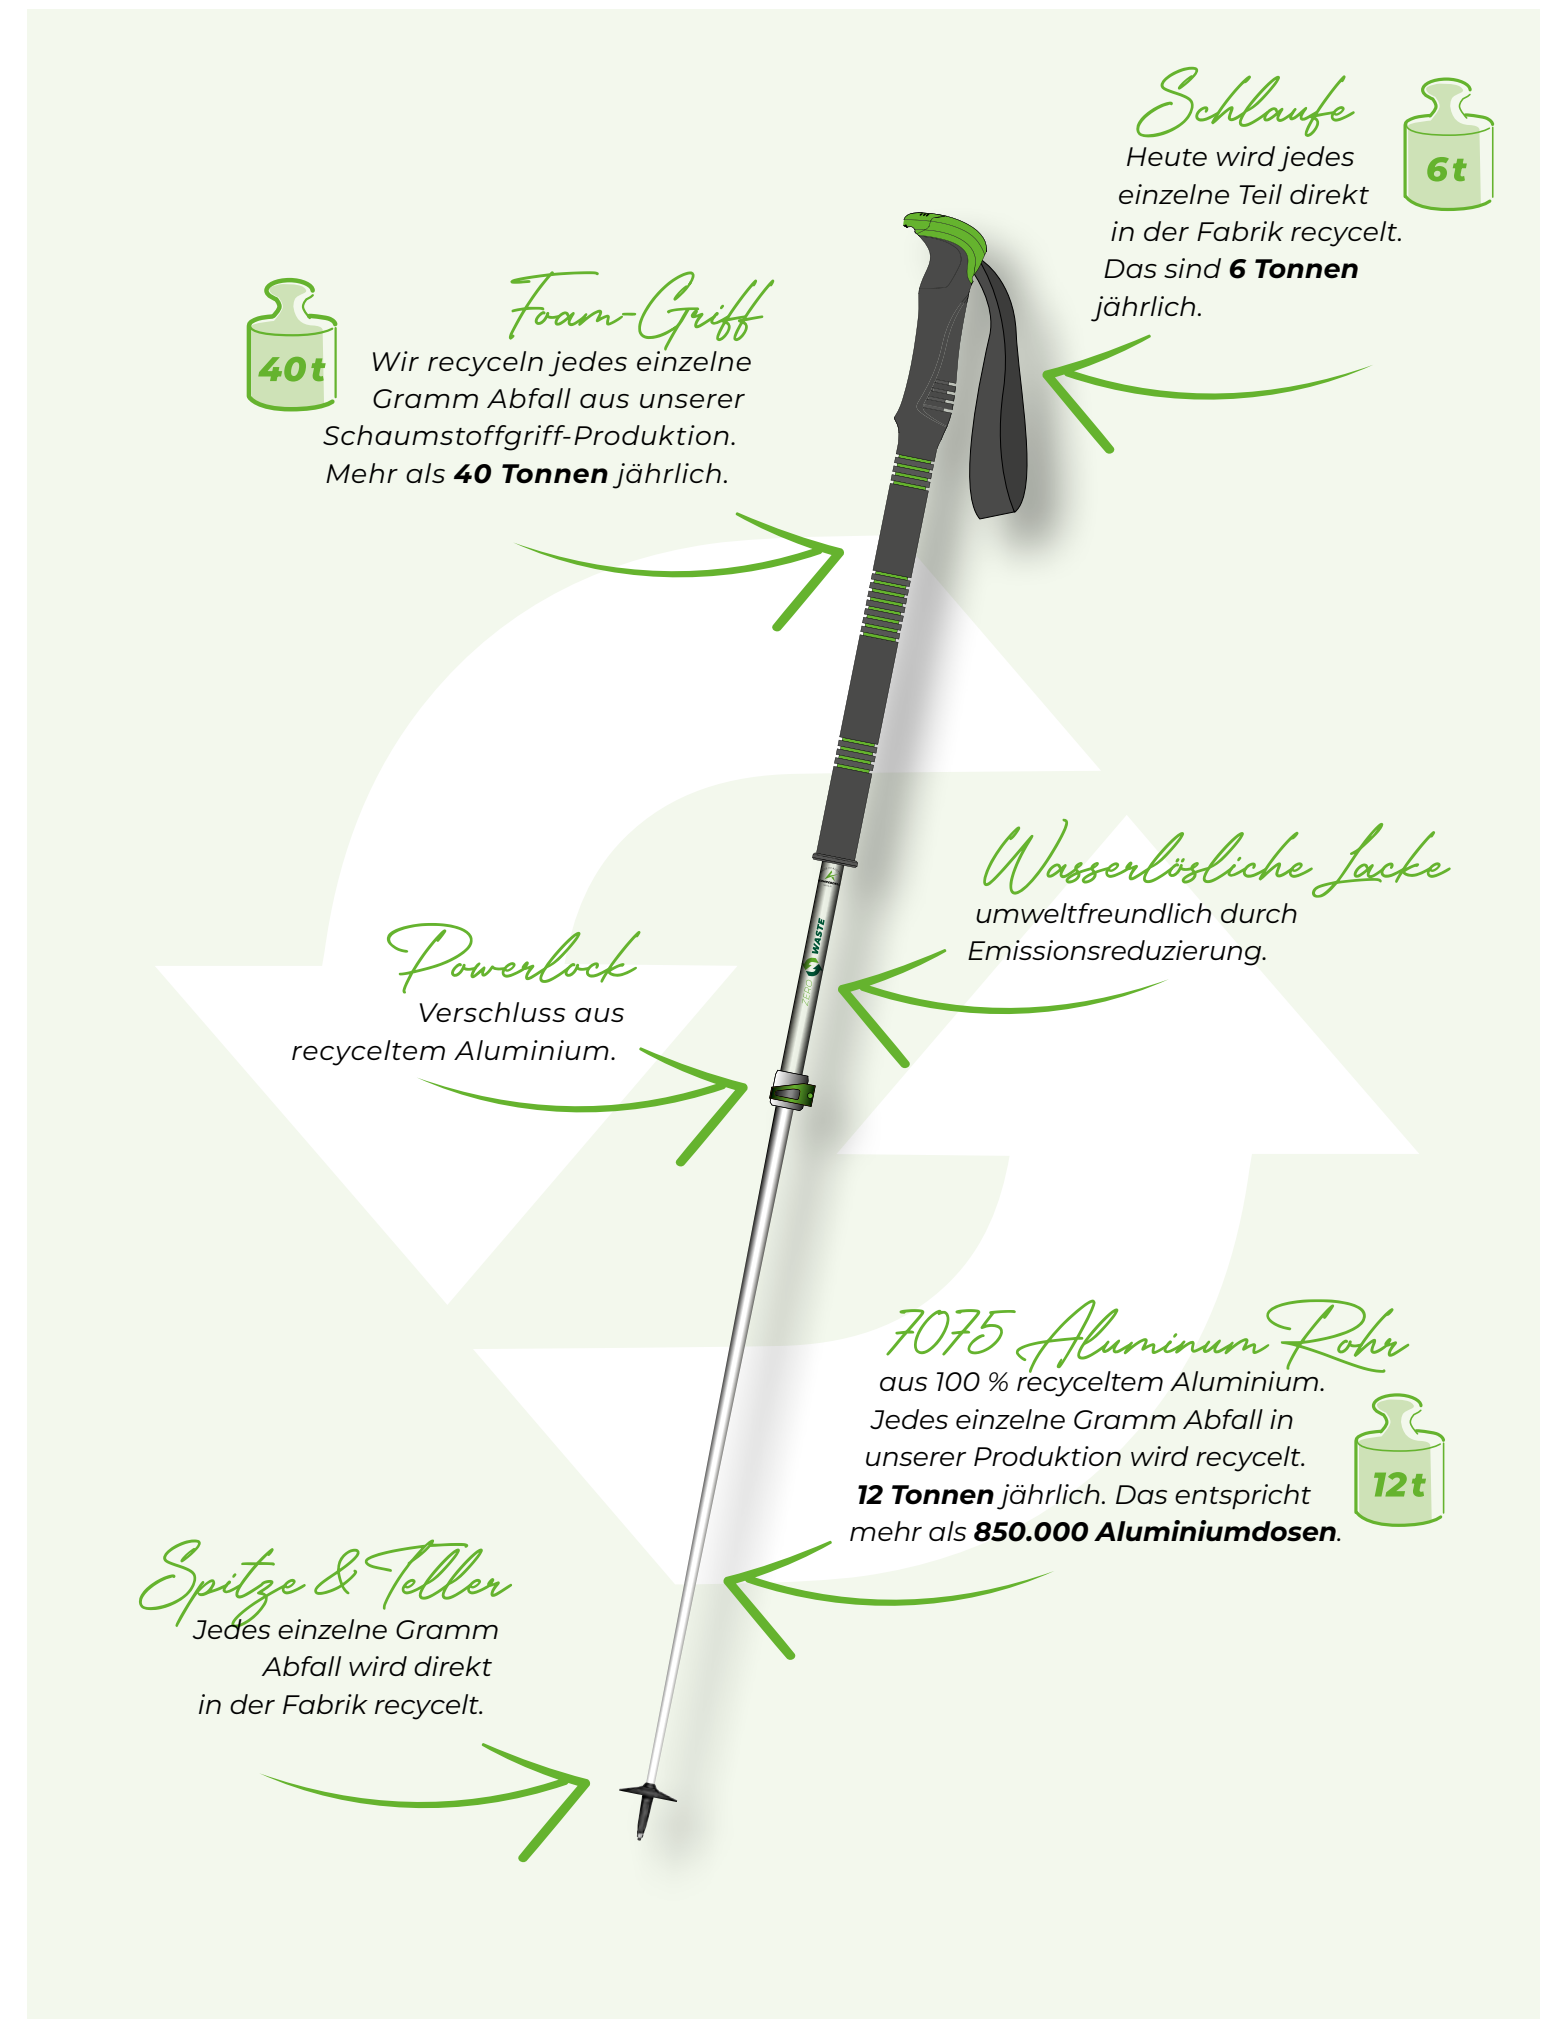 Schlaufe
Heute wird jedes
einzelne Teil direkt
in der Fabrik recycelt.
Das sind 6 Tonnen
jährlich.
6 t
Foam-Griff
40 t
Wir recyceln jedes einzelne
Gramm Abfall aus unserer
Schaumstoffgriff-Produktion.
Mehr als 40 Tonnen jährlich.
Wasserlösliche Lacke
umweltfreundlich durch
Emissionsreduzierung.
ZERO WASTE
Powerlock
Verschluss aus
recyceltem Aluminium.
7075 Aluminum Rohr
aus 100 % recyceltem Aluminium.
Jedes einzelne Gramm Abfall in
unserer Produktion wird recycelt.
12 Tonnen jährlich. Das entspricht
mehr als 850.000 Aluminiumdosen.
12 t
Spitze & Teller
Jedes einzelne Gramm
Abfall wird direkt
in der Fabrik recycelt.